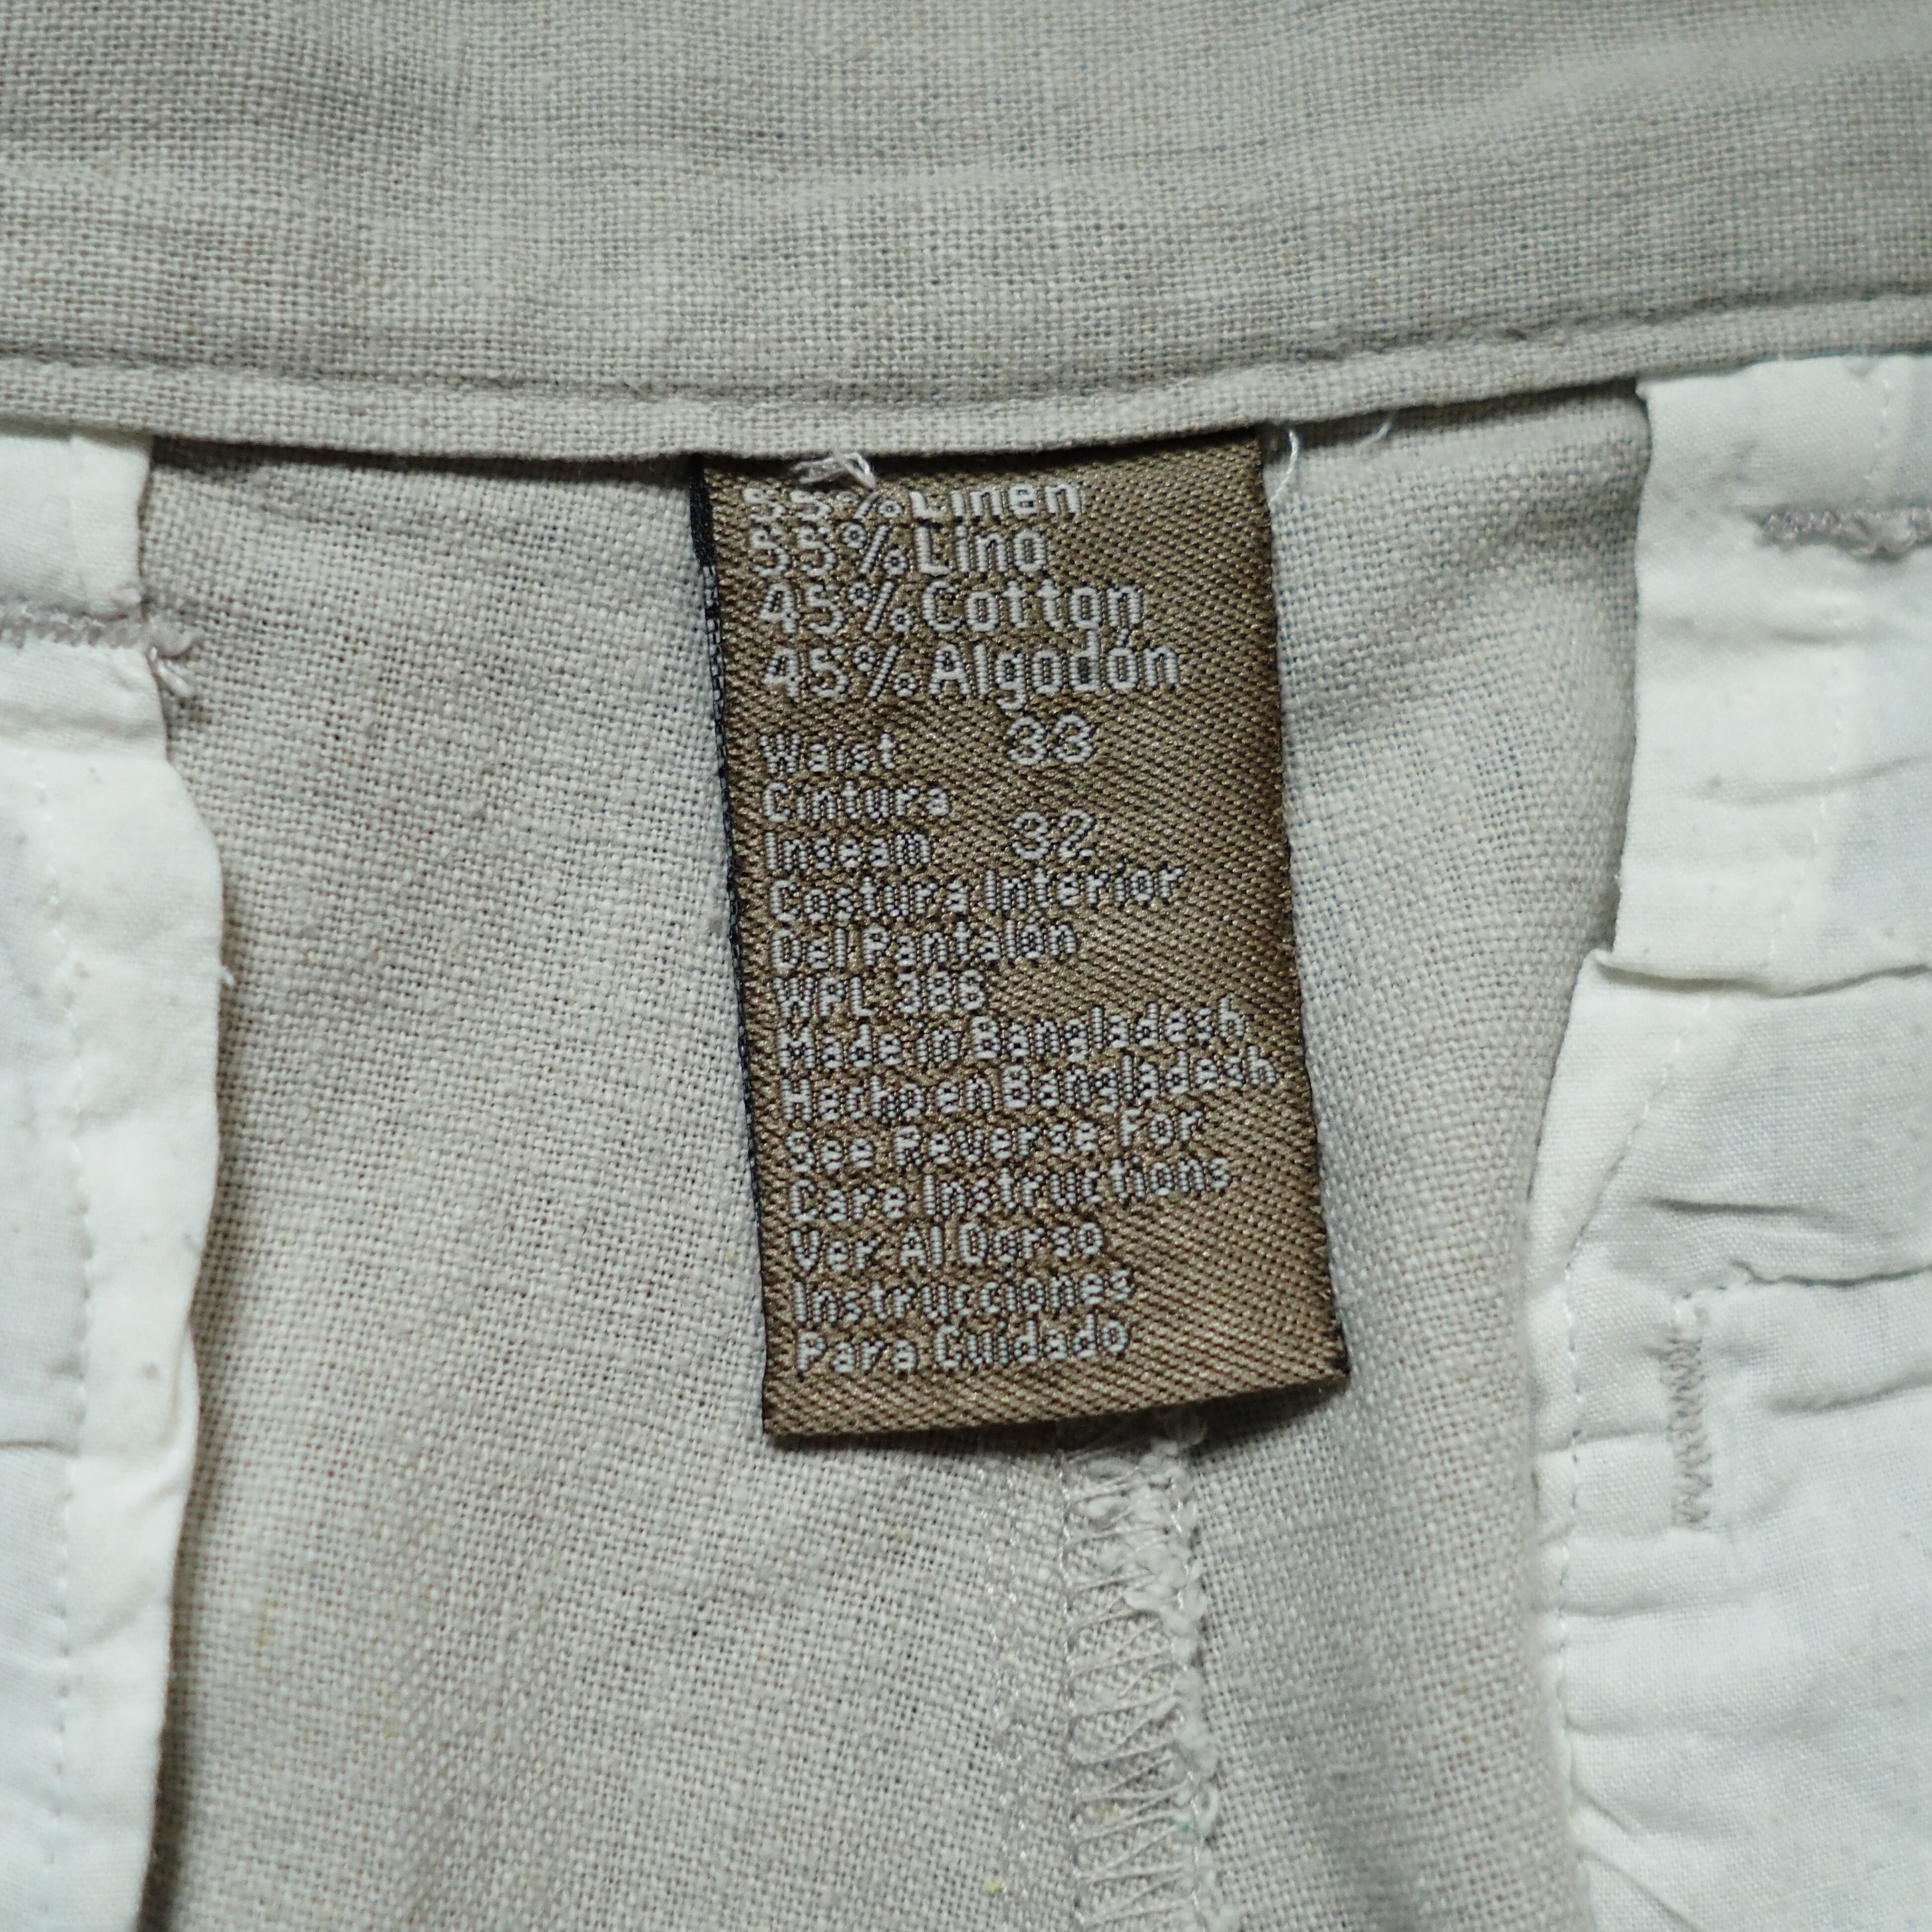 55% Linen
55% Lino
45% Cotton
45% Algodón
Waist 33
Cintura
Inseam 32
Costura Interior
Del Pantalón
WPL 386
Made in Bangladesh
Hecho en Bangladesh
See Reverse For
Care Instructions
Ver Al Dorso
Instrucciones
Para Cuidado